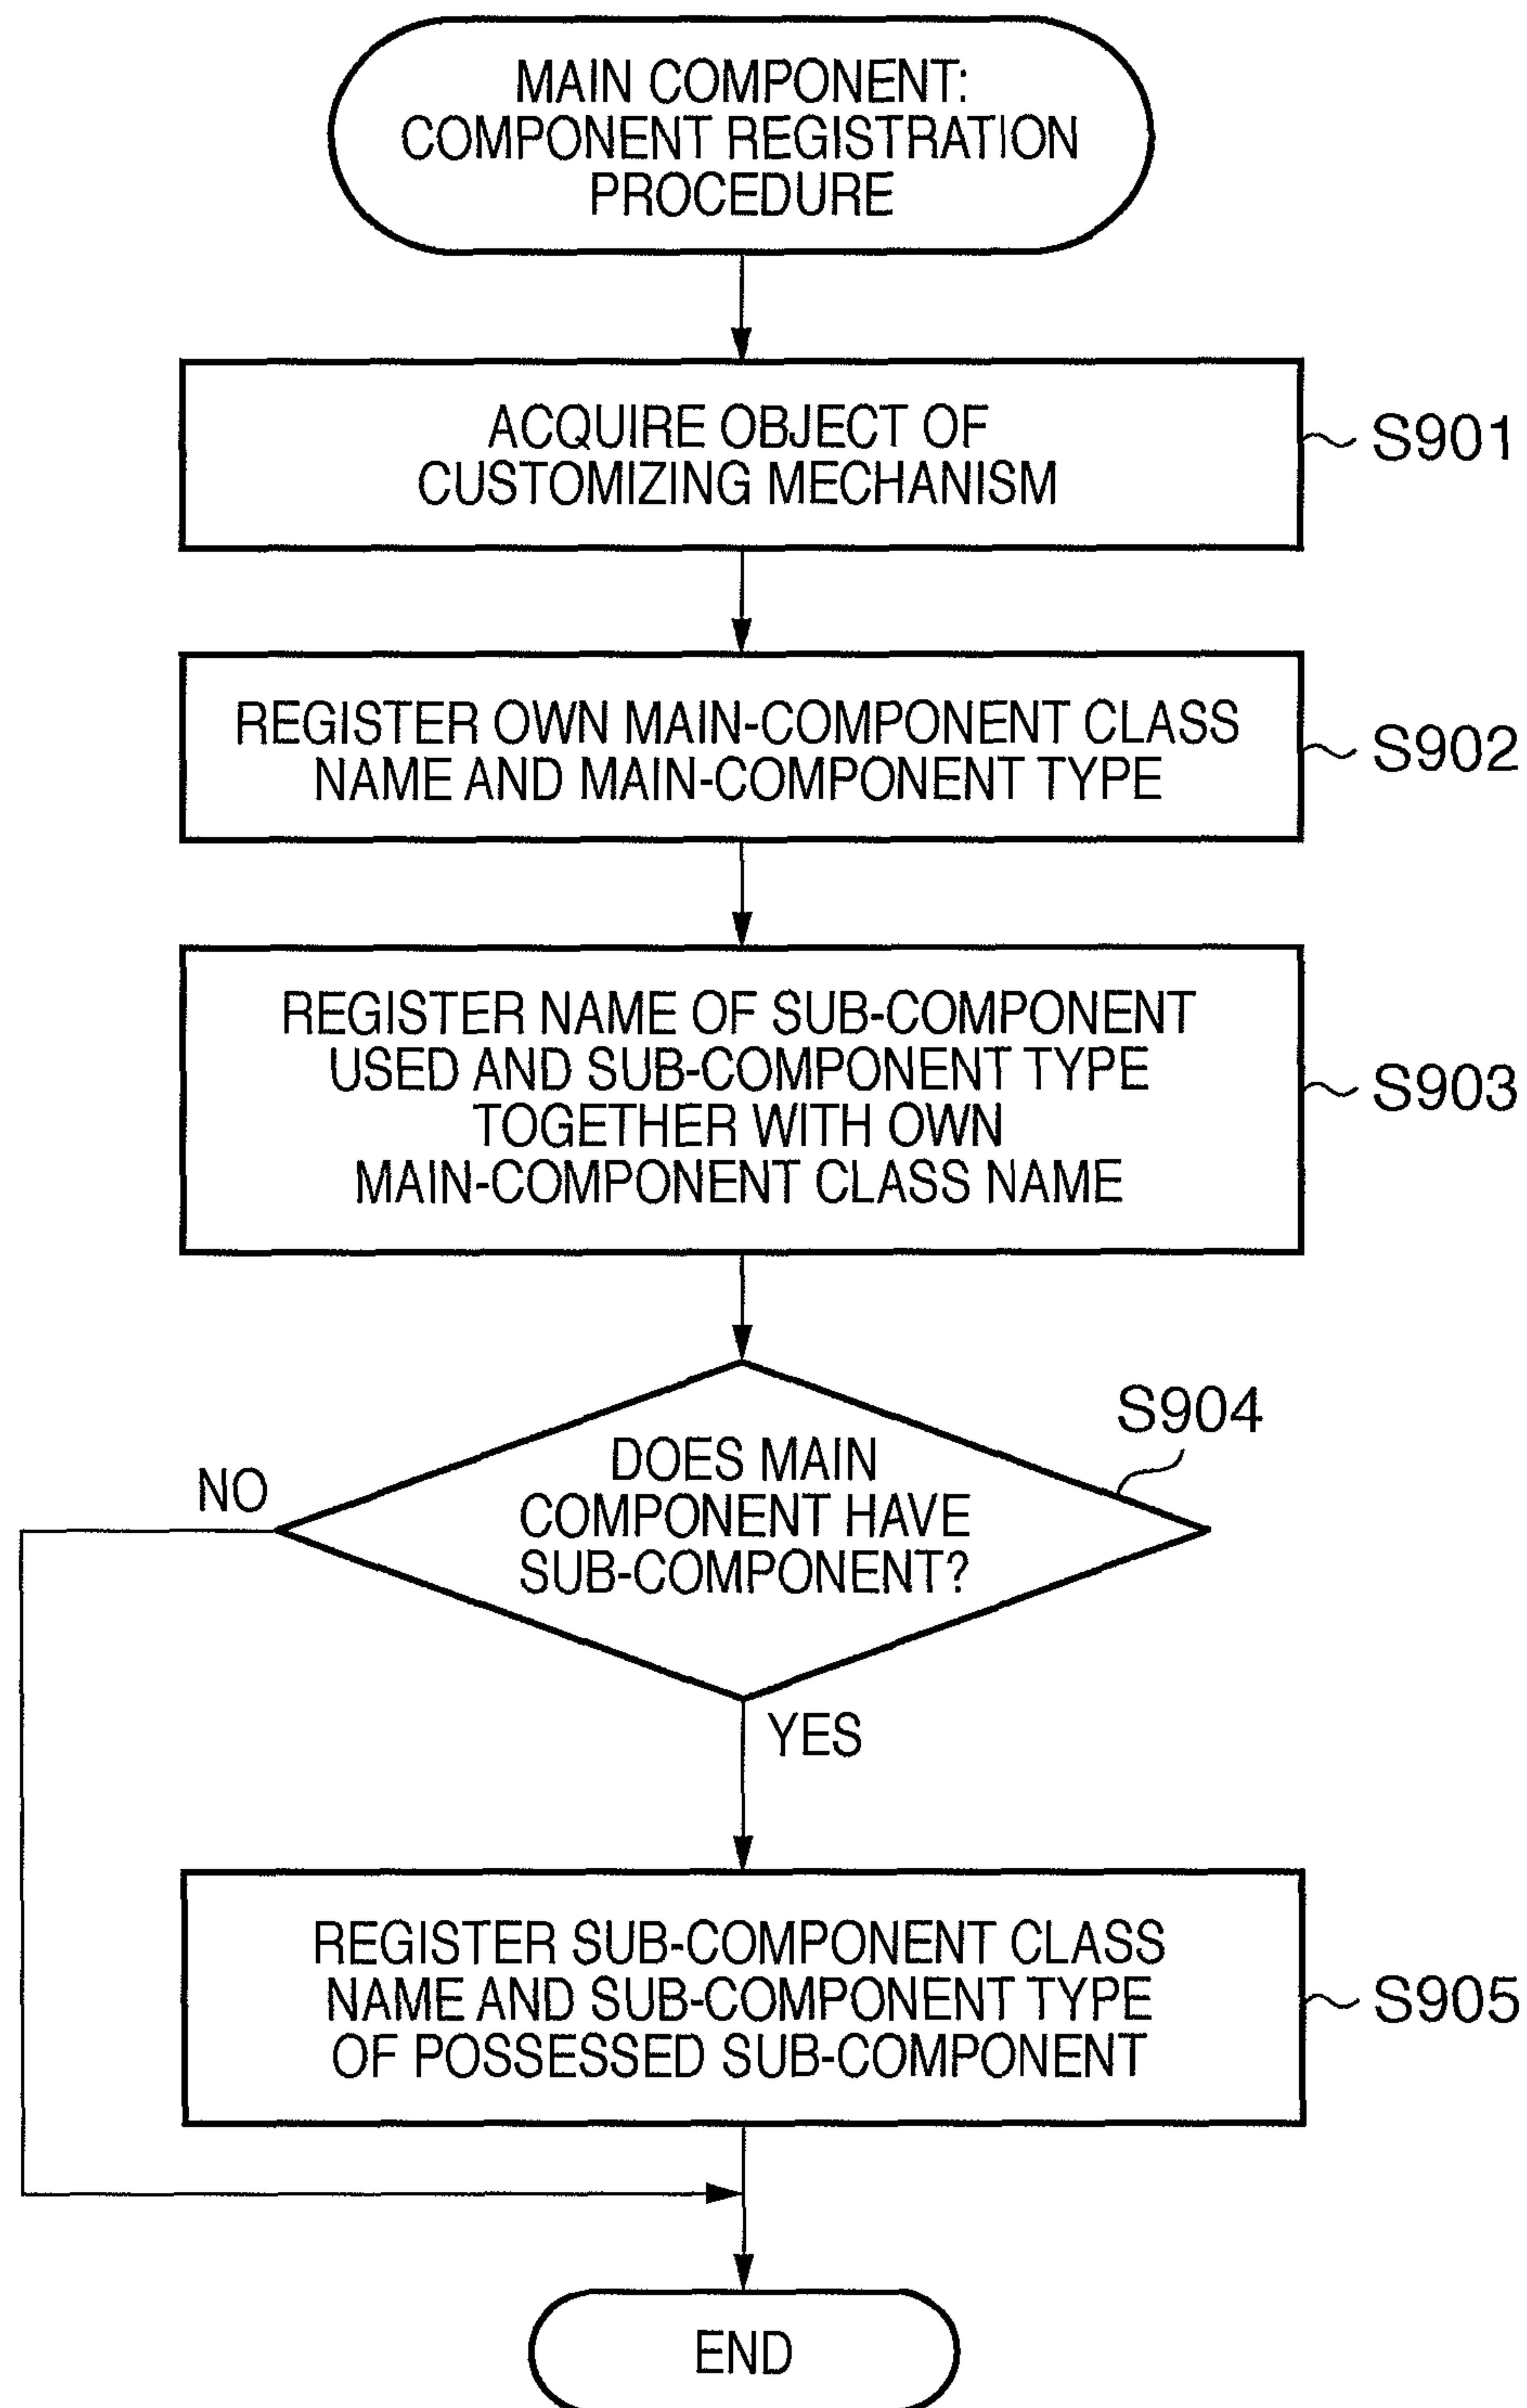 MAIN COMPONENT:
COMPONENT REGISTRATION
PROCEDURE
ACQUIRE OBJECT OF
CUSTOMIZING MECHANISM
S901
REGISTER OWN MAIN-COMPONENT CLASS
NAME AND MAIN-COMPONENT TYPE
S902
REGISTER NAME OF SUB-COMPONENT
USED AND SUB-COMPONENT TYPE
TOGETHER WITH OWN
MAIN-COMPONENT CLASS NAME
S903
S904
DOES MAIN
COMPONENT HAVE
SUB-COMPONENT?
NO
YES
REGISTER SUB-COMPONENT CLASS
NAME AND SUB-COMPONENT TYPE
OF POSSESSED SUB-COMPONENT
S905
END